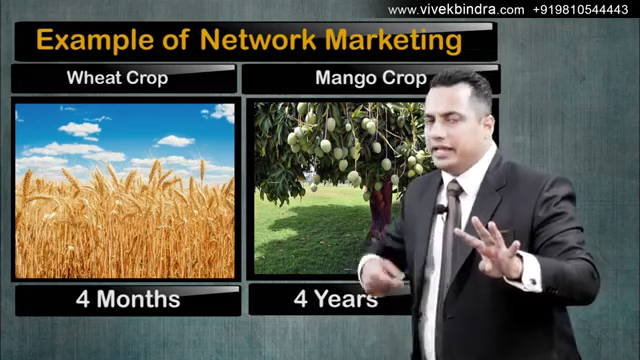 www.vivekbindra.com +919810544443
Example of Network Marketing
Wheat Crop
Mango Crop
4 Months
4 Years